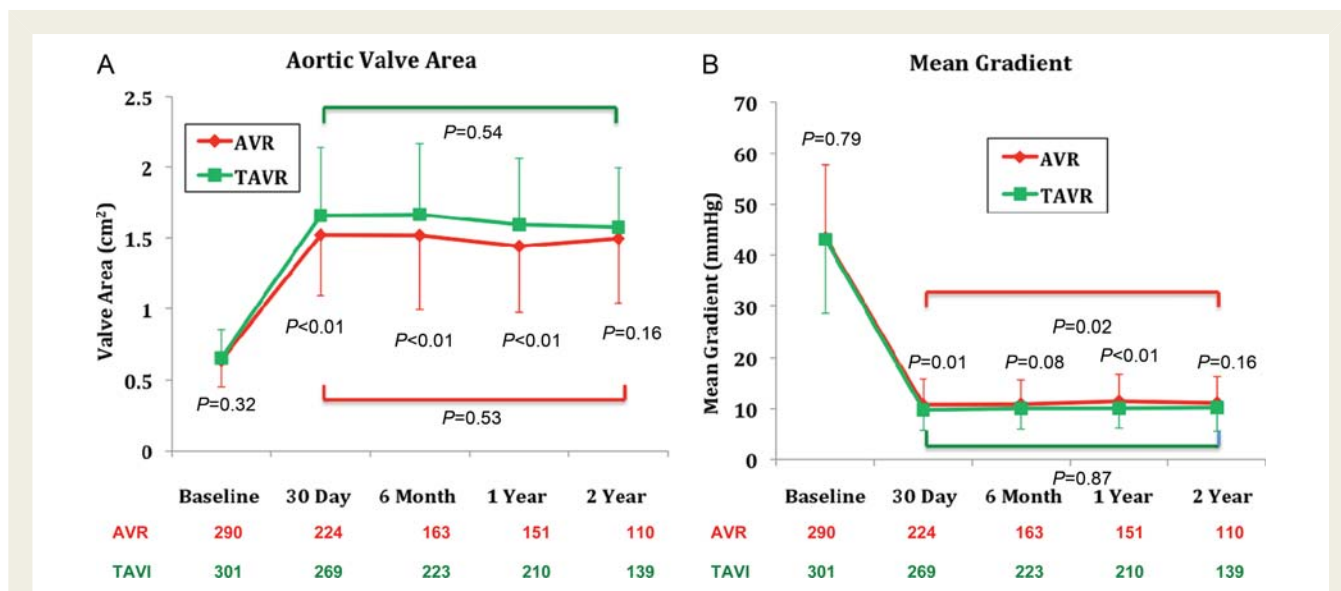 A
Aortic Valve Area
2.5
2
1.5
1
0.5
0
Valve Area (cm²)
AVR
TAVR
P=0.54
P<0.01
P<0.01
P<0.01
P=0.16
P=0.32
P=0.53
Baseline 30 Day 6 Month 1 Year 2 Year
AVR 290 224 163 151 110
TAVI 301 269 223 210 139
B
Mean Gradient
70
60
50
40
30
20
10
0
Mean Gradient (mmHg)
P=0.79
AVR
TAVR
P=0.02
P=0.01
P=0.08
P<0.01
P=0.16
P=0.87
Baseline 30 Day 6 Month 1 Year 2 Year
AVR 290 224 163 151 110
TAVI 301 269 223 210 139